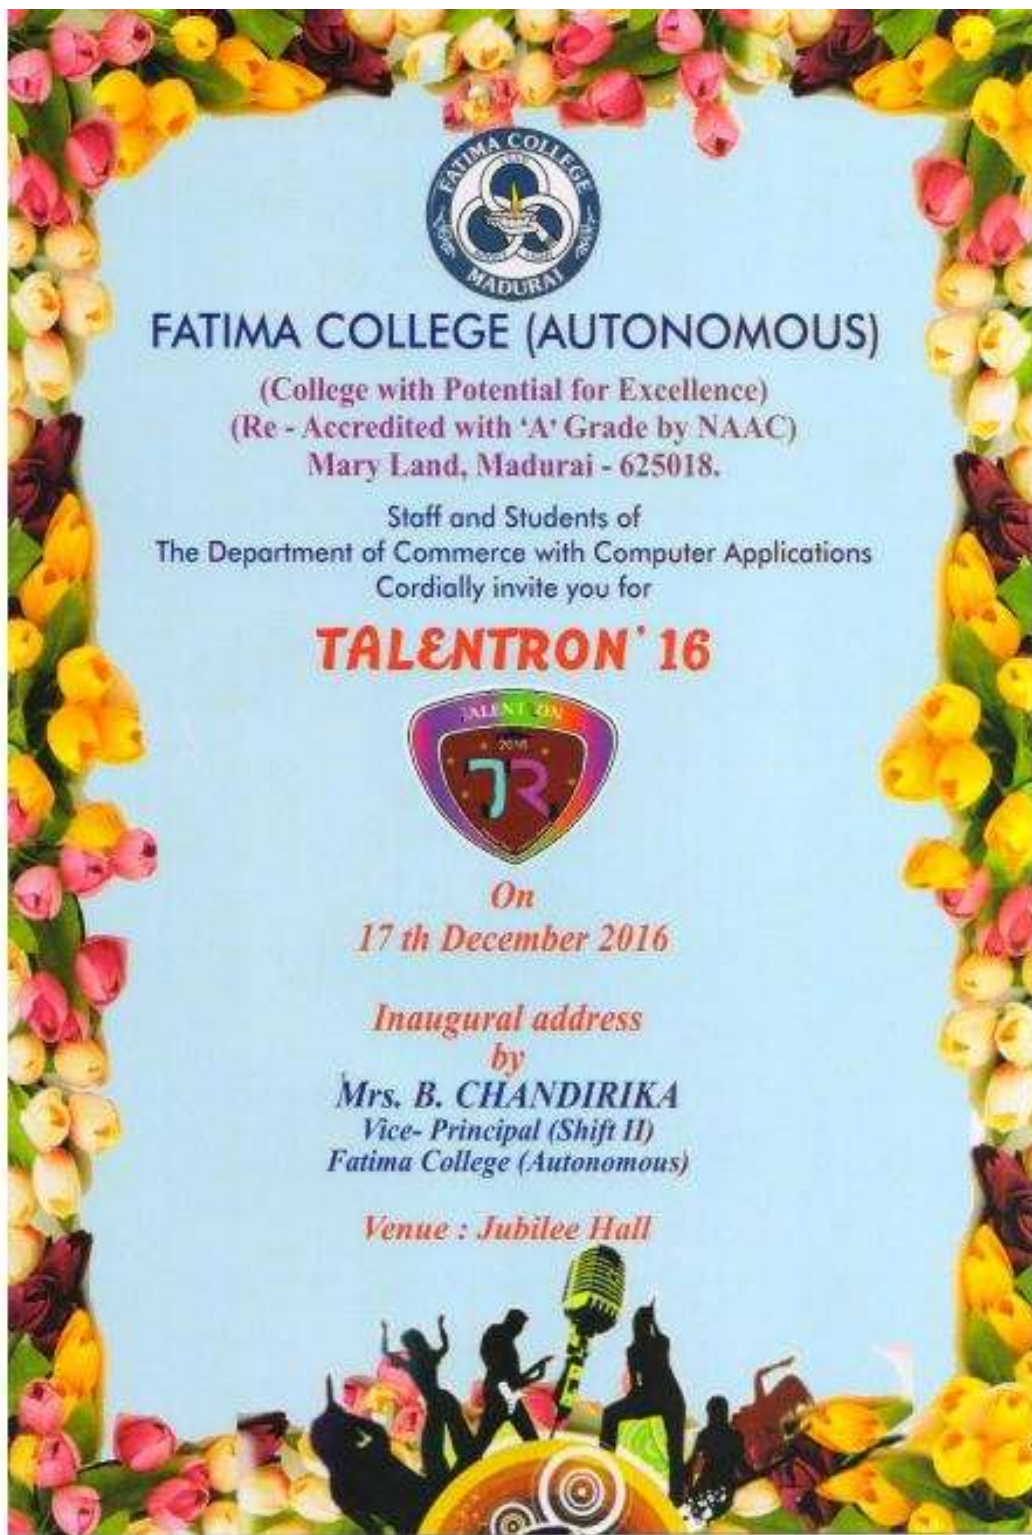 FATIMA COLLEGE
MADURAI
FATIMA COLLEGE (AUTONOMOUS)
(College with Potential for Excellence)
(Re - Accredited with ‘A’ Grade by NAAC)
Mary Land, Madurai - 625018.
Staff and Students of
The Department of Commerce with Computer Applications
Cordially invite you for
TALENTRON' 16
2016
TR
On
17 th December 2016
Inaugural address
by
Mrs. B. CHANDIRIKA
Vice- Principal (Shift II)
Fatima College (Autonomous)
Venue : Jubilee Hall